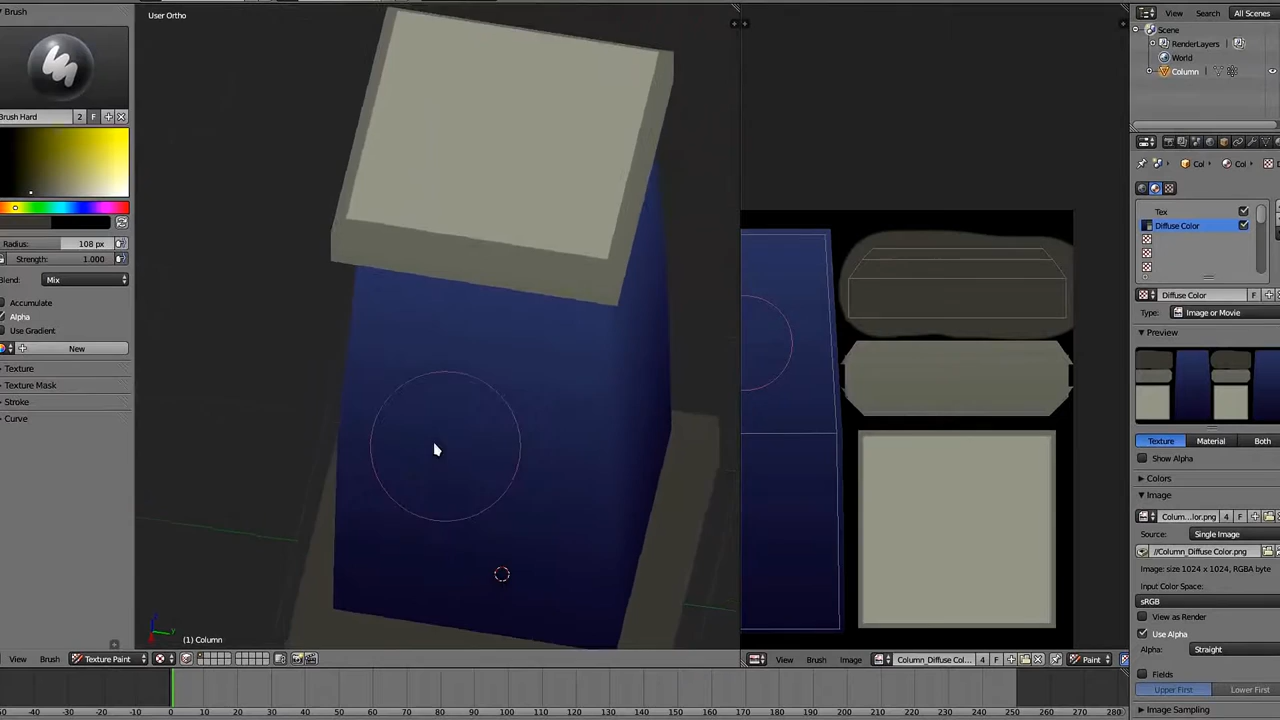 Brush
Brush Hard 2 F
Radius: 108 px
Strength: 1.000
Blend: Mix
Accumulate
Alpha
Use Gradient
New
Texture
Texture Mask
Stroke
Curve
User Ortho
(1) Column
View Brush Texture Paint
View Brush Image Column_Diffuse Col... 4 F Paint
-50 -40 -30 -20 -10 0 10 20 30 40 50 60 70 80 90 100 110 120 130 140 150 160 170 180 190 200 210 220 230 240 250 260 270 280
View Search All Scenes
Scene
RenderLayers
World
Column
Col Col
Tex
Diffuse Color
Diffuse Color F
Type: Image or Movie
Preview
Texture Material Both
Show Alpha
Colors
Image
Colum...lor.png 4 F
Source: Single Image
//Column_Diffuse Color.png
Image: size 1024 x 1024, RGBA byte
Input Color Space:
sRGB
View as Render
Use Alpha
Alpha: Straight
Fields
Upper First Lower First
Image Sampling